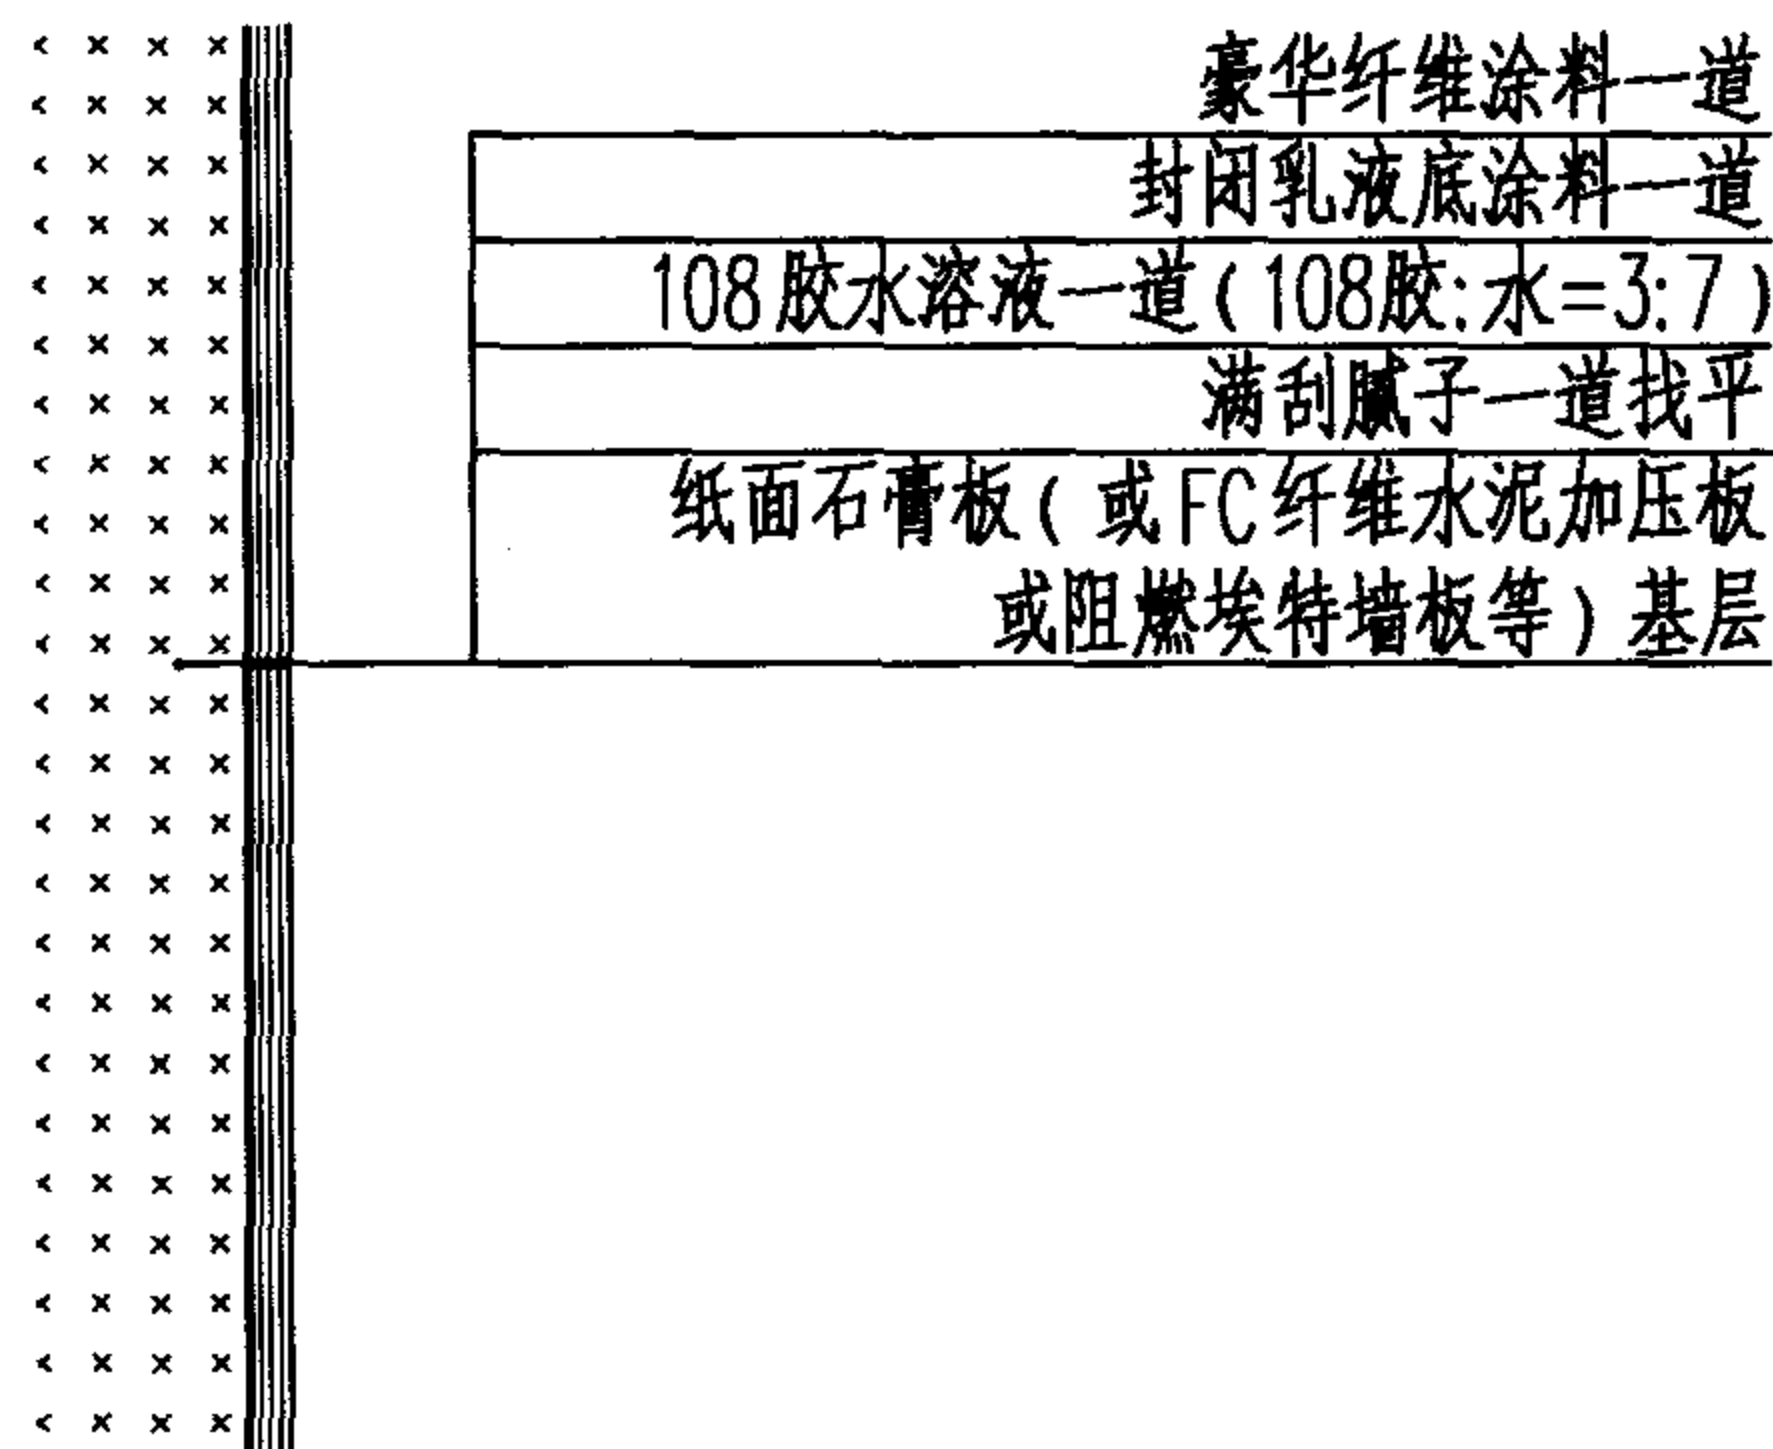 豪华纤维涂料一道
封闭乳液底涂料一道
108胶水溶液一道(108胶:水=3:7)
满刮腻子一道找平
纸面石膏板(或FC纤维水泥加压板
或阻燃埃特墙板等)基层